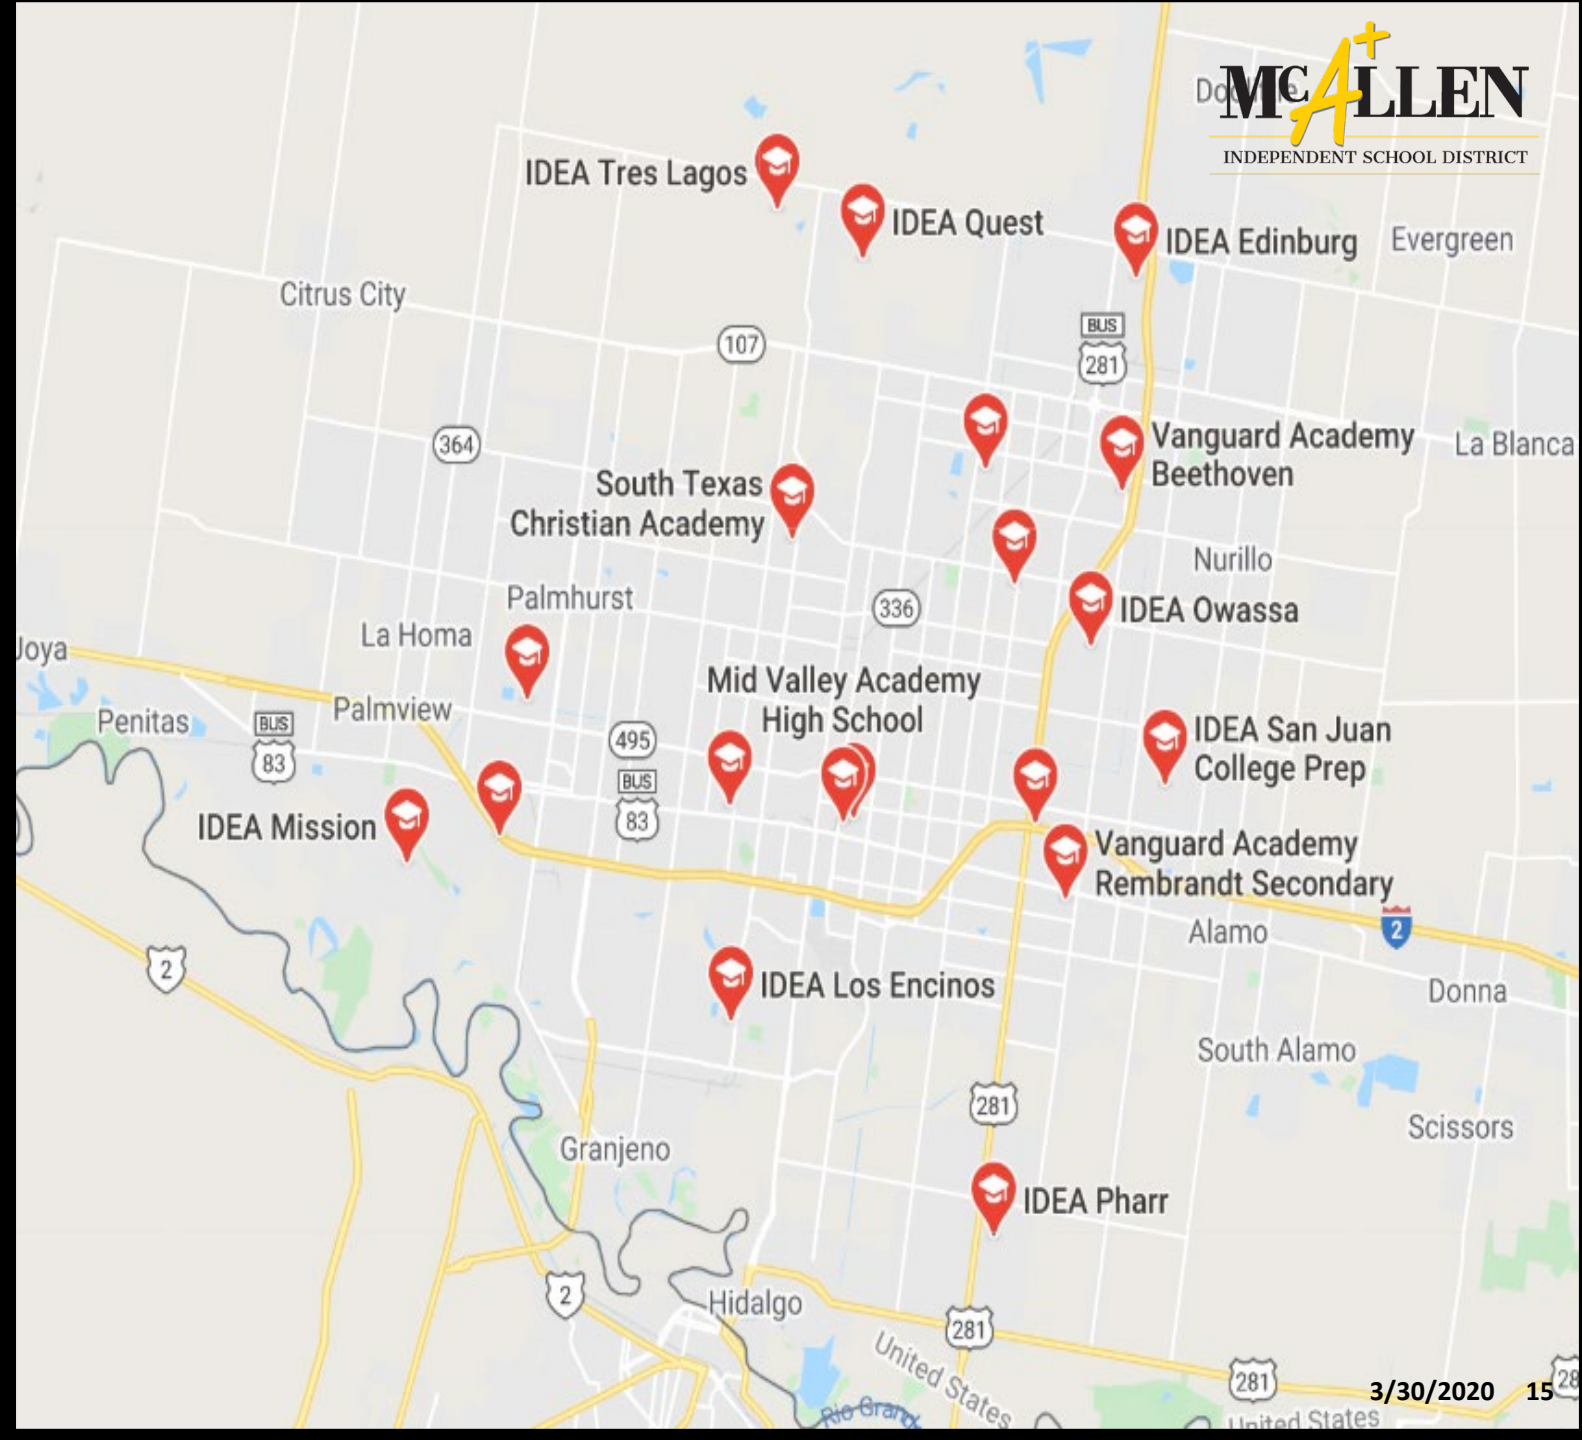 McALLEN
INDEPENDENT SCHOOL DISTRICT
IDEA Tres Lagos
IDEA Quest
IDEA Edinburg
Evergreen
Citrus City
BUS
281
107
364
Vanguard Academy
Beethoven
La Blanca
South Texas
Christian Academy
Nurillo
Palmhurst
336
IDEA Owassa
La Homa
Joya
Mid Valley Academy
High School
Palmview
Penitas
BUS
83
495
BUS
83
IDEA San Juan
College Prep
IDEA Mission
Vanguard Academy
Rembrandt Secondary
Alamo
2
2
IDEA Los Encinos
Donna
South Alamo
281
Scissors
Granjeno
IDEA Pharr
2
Hidalgo
281
United States
281
28
3/30/2020 15
Rio Grand
United States